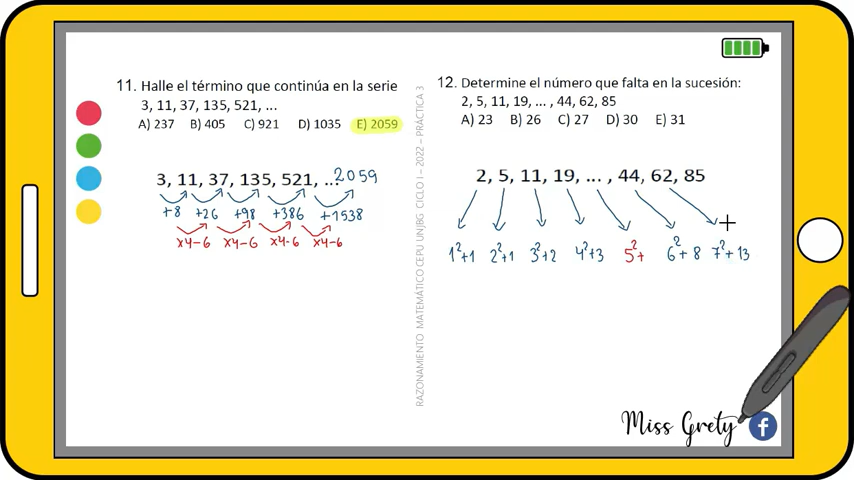 11. Halle el término que continúa en la serie
3, 11, 37, 135, 521, ...
A) 237 B) 405 C) 921 D) 1035 E) 2059
3, 11, 37, 135, 521, ... 2059
+8 +26 +98 +386 +1538
x4-6 x4-6 x4-6 x4-6
RAZONAMIENTO MATEMÁTICO CEPU UNJBG CICLO I - 2022 – PRÁCTICA 3
12. Determine el número que falta en la sucesión:
2, 5, 11, 19, ... , 44, 62, 85
A) 23 B) 26 C) 27 D) 30 E) 31
2, 5, 11, 19, ... , 44, 62, 85
1²+1 2²+1 3²+2 4²+3 5²+ 6²+8 7²+13
Miss Grety f